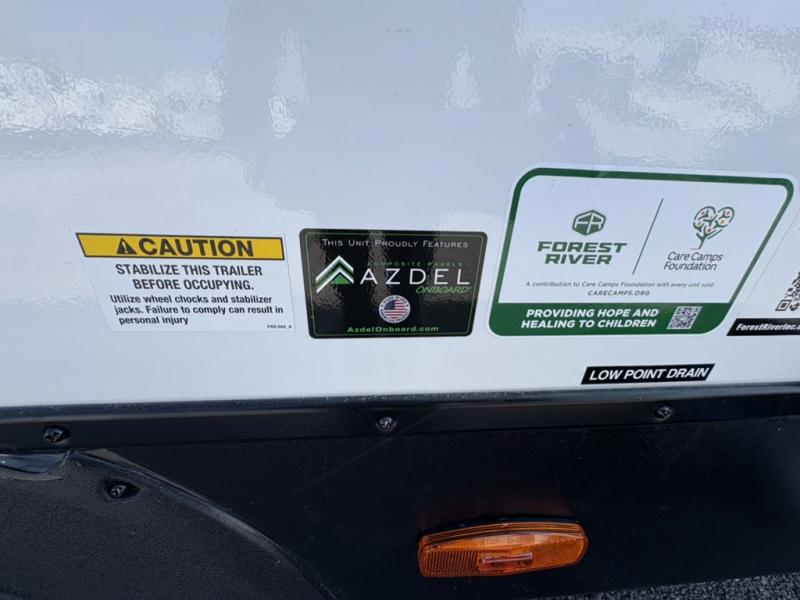 CAUTION
STABILIZE THIS TRAILER
BEFORE OCCUPYING.
Utilize wheel chocks and stabilizer
jacks. Failure to comply can result in
personal injury
THIS UNIT PROUDLY FEATURES
COMPOSITE PANELS
AZDEL
ONBOARD
AzdelOnboard.com
FR
FOREST
RIVER
Care Camps
Foundation
A contribution to Care Camps Foundation with every unit sold
CARECAMPS.ORG
PROVIDING HOPE AND
HEALING TO CHILDREN
LOW POINT DRAIN